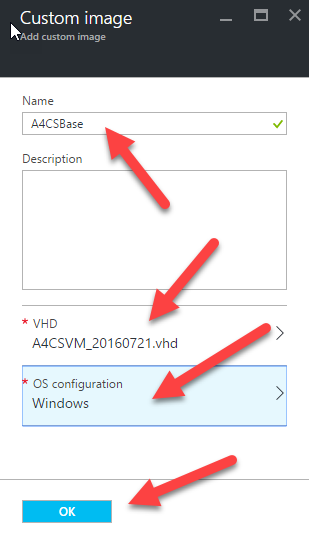 Custom image
Add custom image
Name
A4CSBase
Description
* VHD
A4CSVM_20160721.vhd
* OS configuration
Windows
OK